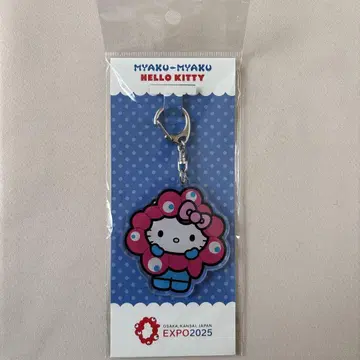 MYAKU-MYAKU
HELLO KITTY
OSAKA, KANSAI, JAPAN
EXPO2025